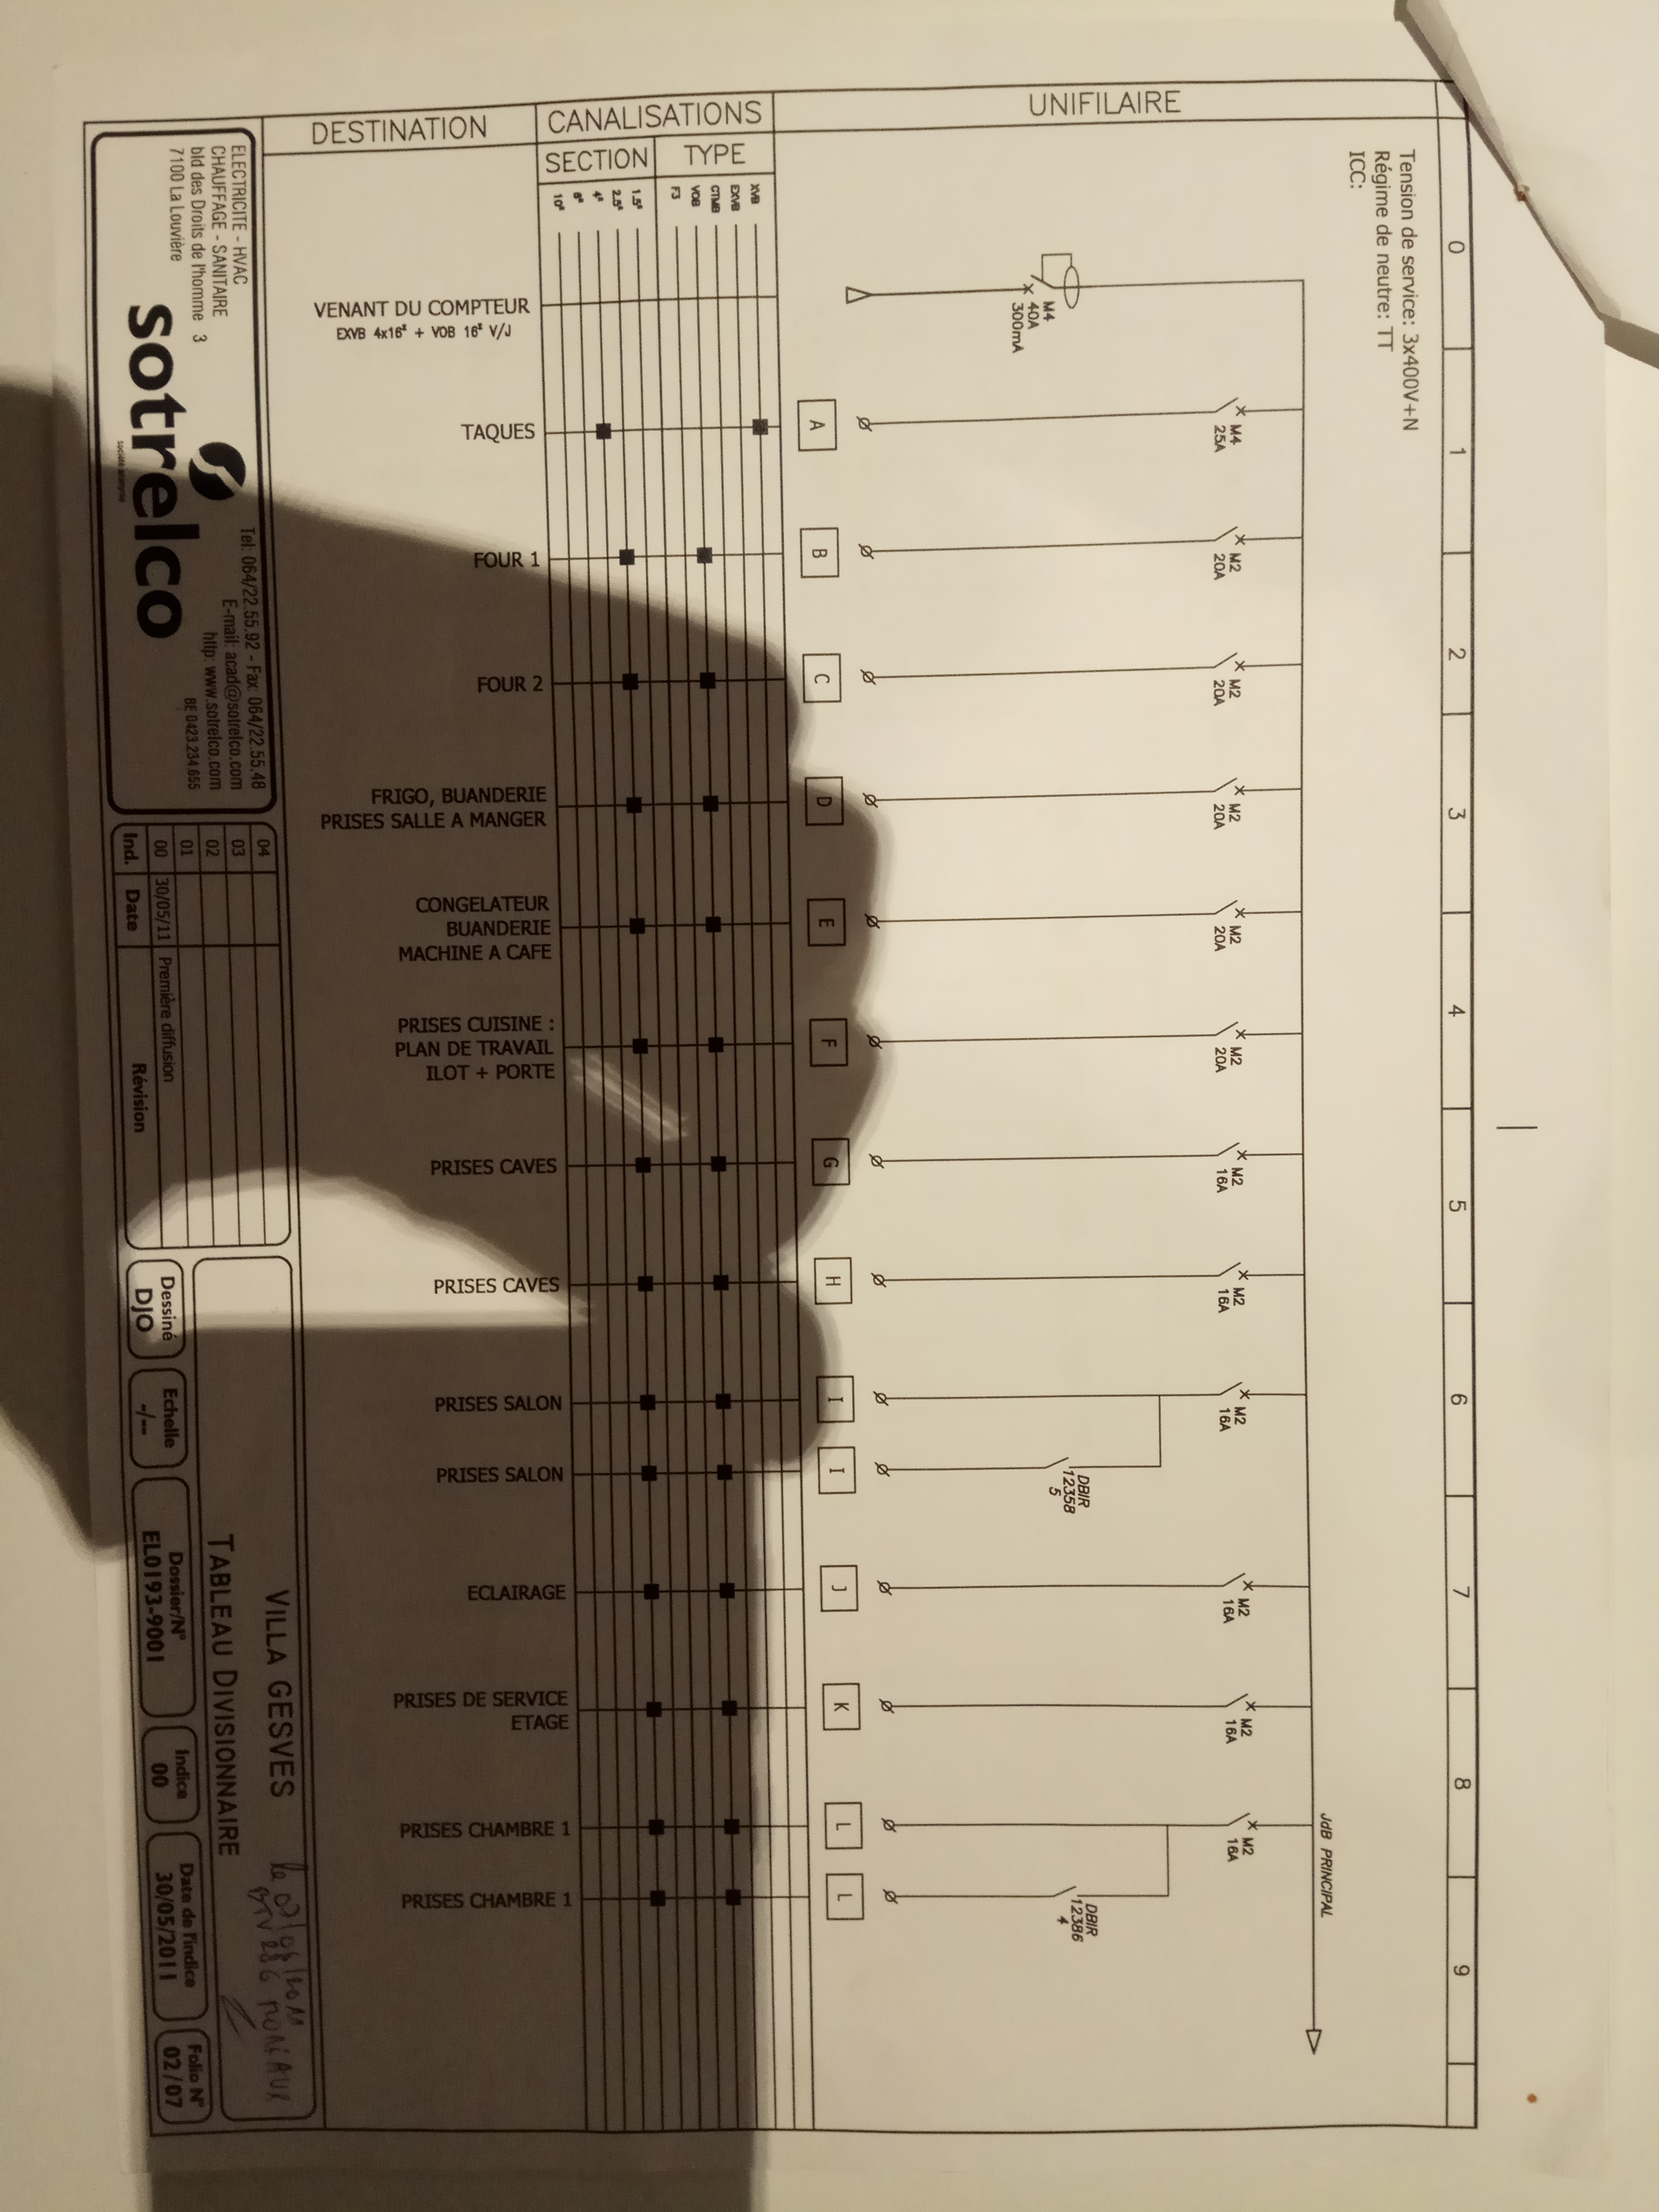 0 1 2 3 4 5 6 7 8 9
Tension de service: 3x400V+N
Régime de neutre: TT
ICC:
UNIFILAIRE
JdB PRINCIPAL
M4
40A
300mA
M4
25A
M2
20A
M2
20A
M2
20A
M2
20A
M2
20A
M2
16A
M2
16A
M2
16A
DBIR
12358
5
M2
16A
M2
16A
M2
16A
DBIR
12386
4
A B C D E F G H I I J K L L
CANALISATIONS
TYPE
XVB
EXVB
CTMB
VOB
F3
SECTION
1.5²
2.5²
4²
6²
10²
DESTINATION
VENANT DU COMPTEUR
EXVB 4x16² + VOB 16² V/J
TAQUES
FOUR 1
FOUR 2
FRIGO, BUANDERIE
PRISES SALLE A MANGER
CONGELATEUR
BUANDERIE
MACHINE A CAFE
PRISES CUISINE :
PLAN DE TRAVAIL
ILOT + PORTE
PRISES CAVES
PRISES CAVES
PRISES SALON
PRISES SALON
ECLAIRAGE
PRISES DE SERVICE
ETAGE
PRISES CHAMBRE 1
PRISES CHAMBRE 1
ELECTRICITE - HVAC
CHAUFFAGE - SANITAIRE
bld des Droits de l'homme 3
7100 La Louvière
Tel: 064/22.55.92 - Fax: 064/22.55.48
E-mail: acad@sotrelco.com
http: www.sotrelco.com
BE 0423.234.655
sotrelco
société anonyme
04
03
02
01
00 30/05/11 Première diffusion
Ind. Date Révision
VILLA GESVES
TABLEAU DIVISIONNAIRE
Dessiné
DJO
Echelle
-/--
Dossier/N°
EL0193-9001
Indice
00
Date de l'indice
30/05/2011
Folio N°
02/07